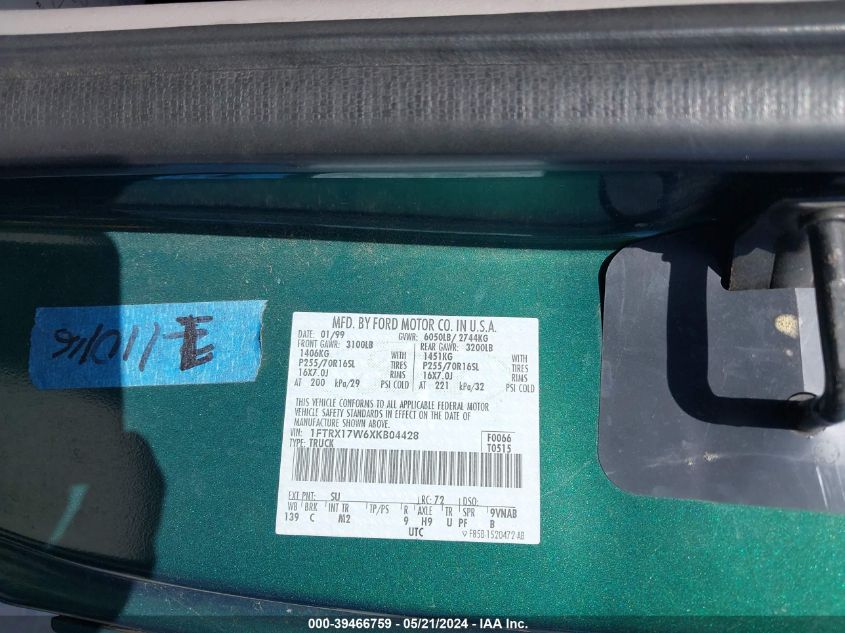 MFD. BY FORD MOTOR CO. IN U.S.A.
DATE: 01/99 GVWR: 6050LB/ 2744KG
FRONT GAWR: 3100LB REAR GAWR: 3200LB
1406KG WITH 1451KG WITH
P255/70R16SL TIRES P255/70R16SL TIRES
16X7.0J RIMS 16X7.0J RIMS
AT 200 kPa/29 PSI COLD AT 221 kPa/32 PSI COLD
THIS VEHICLE CONFORMS TO ALL APPLICABLE FEDERAL MOTOR
VEHICLE SAFETY STANDARDS IN EFFECT ON THE DATE OF
MANUFACTURE SHOWN ABOVE.
VIN: 1FTRX17W6XKB04428 F0066
TYPE: TRUCK T0515
EXT PNT: SU RC: 72 DSO:
WB BRK INT TR TP/PS R AXLE TR SPR 9VNAB
139 C M2 9 H9 U PF B
UTC F85B-1520472-AB
000-39466759 - 05/21/2024 - IAA Inc.